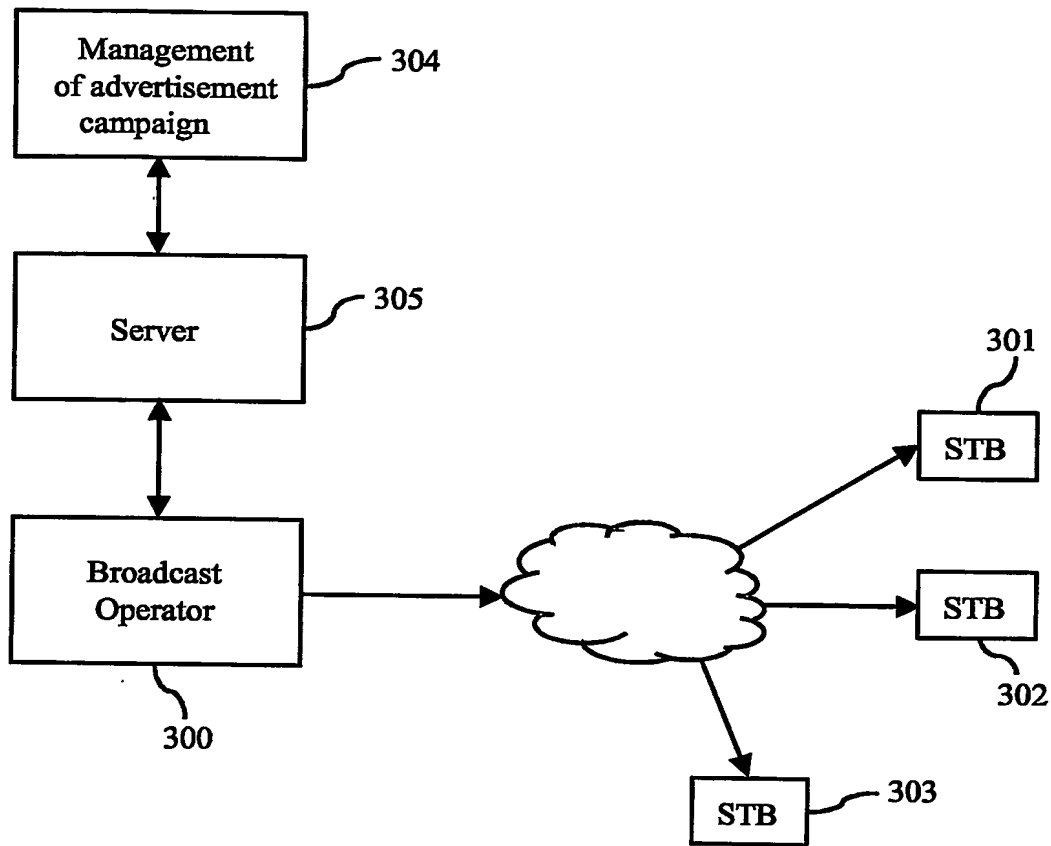 Management
of advertisement
campaign
304
Server
305
301
STB
Broadcast
Operator
STB
302
300
STB
303